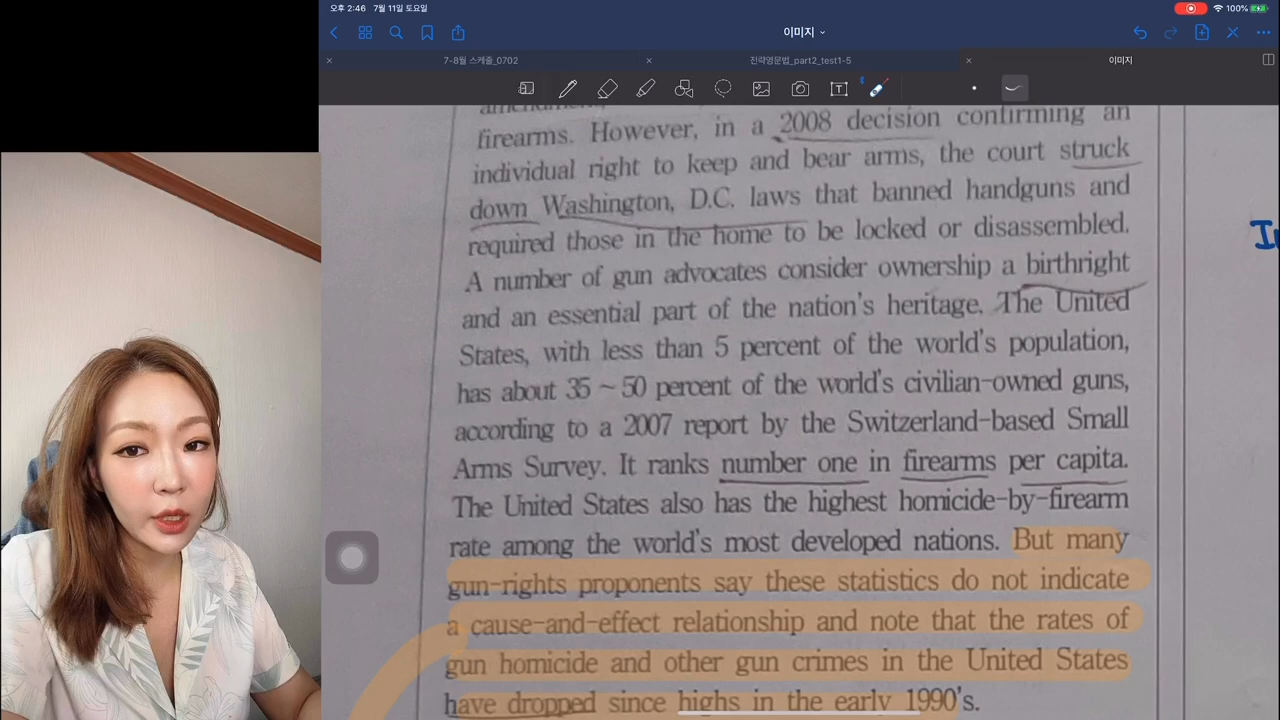 오후 2:46 7월 11일 토요일
100%
이미지
7-8월 스케줄_0702
전략영문법_part2_test1-5
이미지
firearms. However, in a 2008 decision confirming an
individual right to keep and bear arms, the court struck
down Washington, D.C. laws that banned handguns and
required those in the home to be locked or disassembled.
A number of gun advocates consider ownership a birthright
and an essential part of the nation's heritage. The United
States, with less than 5 percent of the world's population,
has about 35 ~ 50 percent of the world's civilian-owned guns,
according to a 2007 report by the Switzerland-based Small
Arms Survey. It ranks number one in firearms per capita.
The United States also has the highest homicide-by-firearm
rate among the world's most developed nations. But many
gun-rights proponents say these statistics do not indicate
a cause-and-effect relationship and note that the rates of
gun homicide and other gun crimes in the United States
have dropped since highs in the early 1990's.